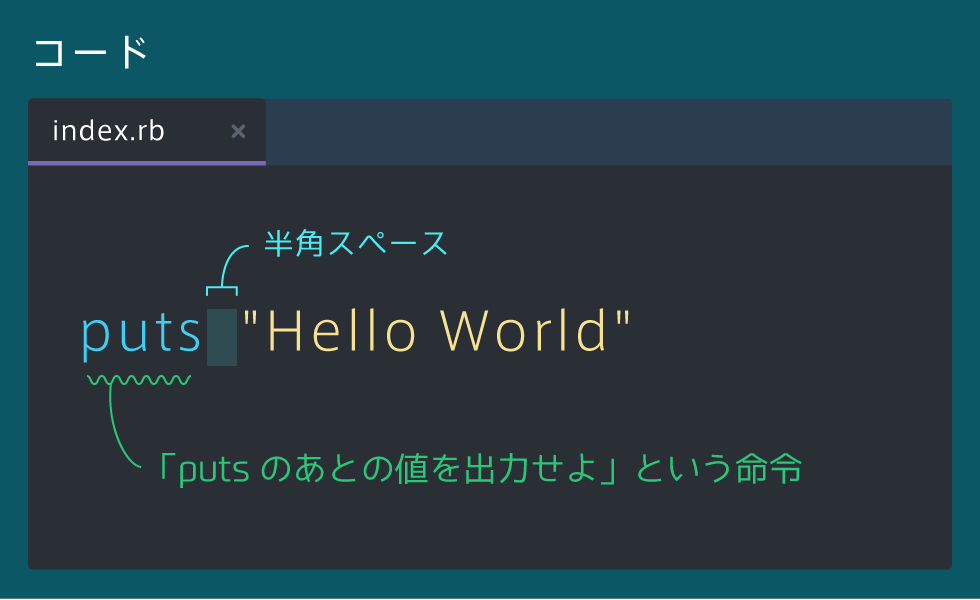 コード
index.rb ×
半角スペース
puts "Hello World"
「puts のあとの値を出力せよ」という命令